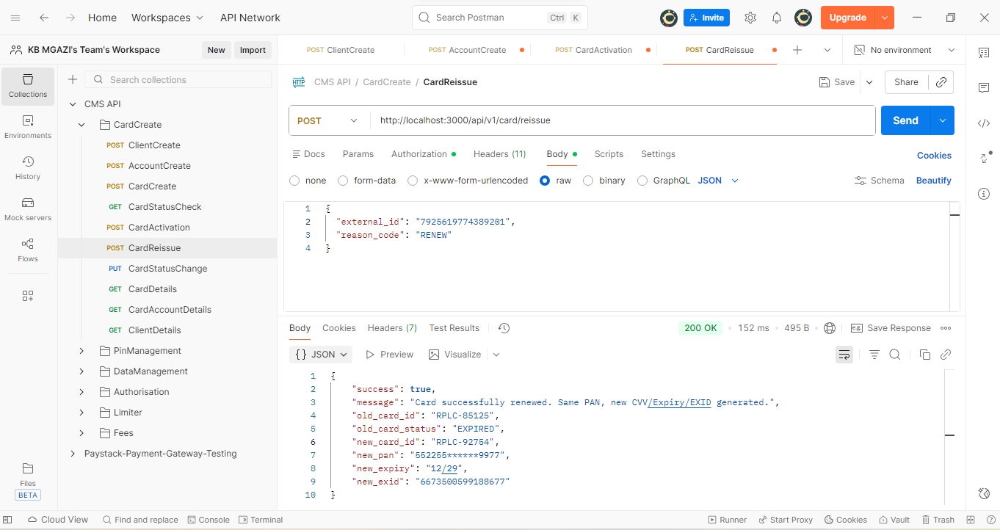 Home Workspaces API Network Search Postman Ctrl K Invite Upgrade
KB MGAZI's Team's Workspace New Import
POST ClientCreate POST AccountCreate POST CardActivation POST CardReissue No environment
Collections
Environments
History
Mock servers
Flows
Files
BETA
Search collections
CMS API
CardCreate
POST ClientCreate
POST AccountCreate
POST CardCreate
GET CardStatusCheck
POST CardActivation
POST CardReissue
PUT CardStatusChange
GET CardDetails
GET CardAccountDetails
GET ClientDetails
PinManagement
DataManagement
Authorisation
Limiter
Fees
Paystack-Payment-Gateway-Testing
HTTP CMS API / CardCreate / CardReissue Save Share
POST http://localhost:3000/api/v1/card/reissue Send
Docs Params Authorization Headers (11) Body Scripts Settings Cookies
none form-data x-www-form-urlencoded raw binary GraphQL JSON Schema Beautify
1 {
2 "external_id": "7925619774389201",
3 "reason_code": "RENEW"
4 }
Body Cookies Headers (7) Test Results 200 OK 152 ms 495 B e.g. Save Response
{} JSON Preview Visualize
1 {
2 "success": true,
3 "message": "Card successfully renewed. Same PAN, new CVV/Expiry/EXID generated.",
4 "old_card_id": "RPLC-85125",
5 "old_card_status": "EXPIRED",
6 "new_card_id": "RPLC-92754",
7 "new_pan": "552255******9977",
8 "new_expiry": "12/29",
9 "new_exid": "6673500599188677"
10 }
Cloud View Find and replace Console Terminal Runner Start Proxy Cookies Vault Trash